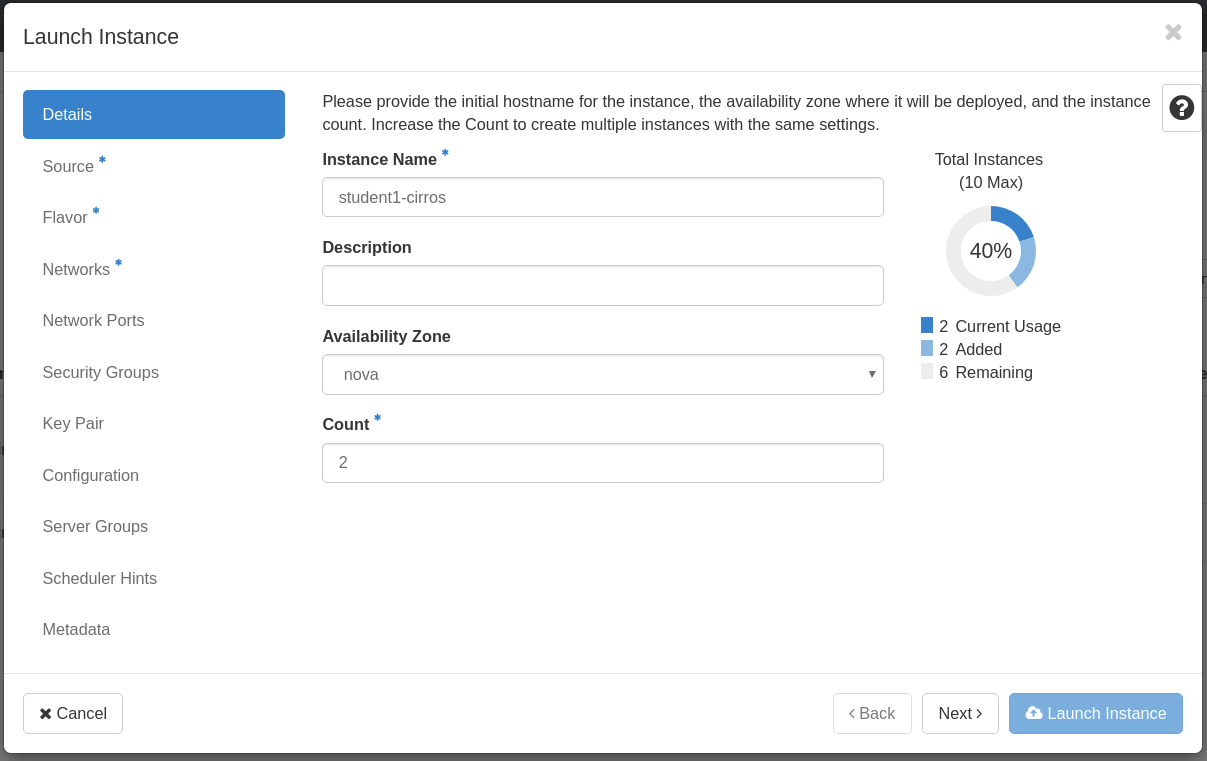 Launch Instance
Details
Source *
Flavor *
Networks *
Network Ports
Security Groups
Key Pair
Configuration
Server Groups
Scheduler Hints
Metadata
Please provide the initial hostname for the instance, the availability zone where it will be deployed, and the instance
count. Increase the Count to create multiple instances with the same settings.
Instance Name *
student1-cirros
Description
Availability Zone
nova
Count *
2
Total Instances
(10 Max)
40%
2 Current Usage
2 Added
6 Remaining
Cancel
< Back
Next >
Launch Instance